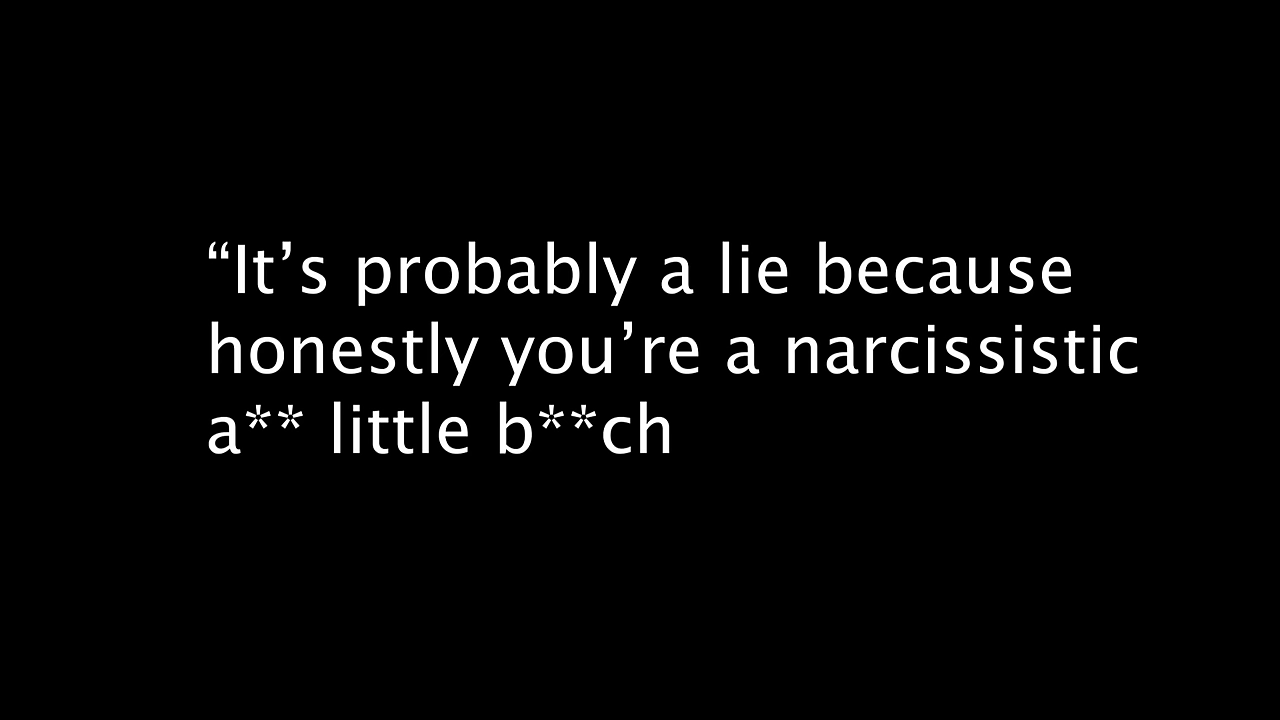 “It’s probably a lie because
honestly you’re a narcissistic
a** little b**ch